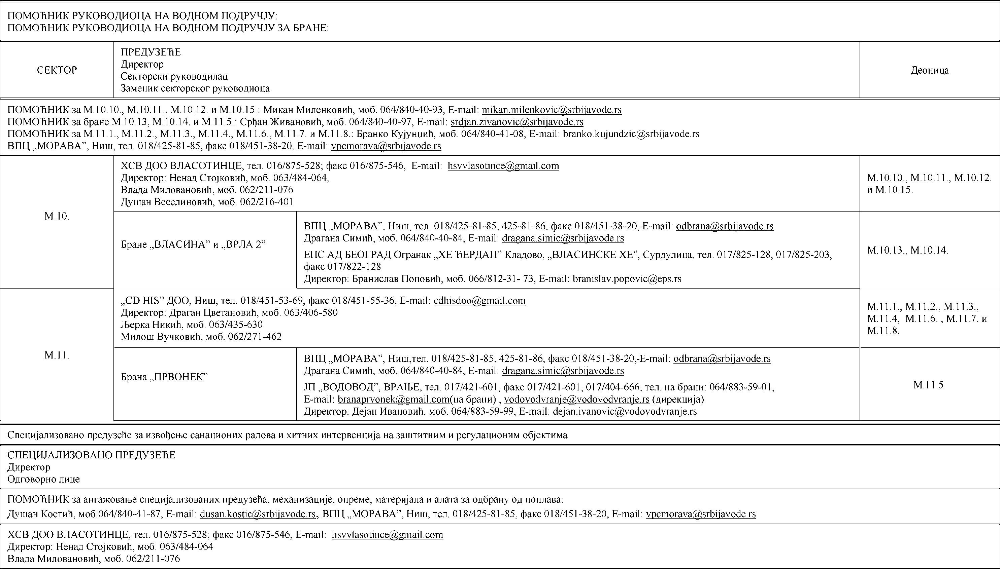 ПОМОЋНИК РУКОВОДИОЦА НА ВОДНОМ ПОДРУЧЈУ:
ПОМОЋНИК РУКОВОДИОЦА НА ВОДНОМ ПОДРУЧЈУ ЗА БРАНЕ:
СЕКТОР
ПРЕДУЗЕЋЕ
Директор
Секторски руководилац
Заменик секторског руководиоца
Деоница
ПОМОЋНИК за М.10.10., М.10.11., М.10.12. и М.10.15.: Микан Миленковић, моб. 064/840-40-93, E-mail: mikan.milenkovic@srbijavode.rs
ПОМОЋНИК за бране М.10.13, М.10.14. и М.11.5.: Срђан Живановић, моб. 064/840-40-97, E-mail: srdjan.zivanovic@srbijavode.rs
ПОМОЋНИК за М.11.1., М.11.2., М.11.3., М.11.4., М.11.6., М.11.7. и М.11.8.: Бранко Кујунџић, моб. 064/840-41-08, E-mail: branko.kujundzic@srbijavode.rs
ВПЦ „МОРАВА”, Ниш, тел. 018/425-81-85, факс 018/451-38-20, E-mail: vpcmorava@srbijavode.rs
М.10.
ХСВ ДОО ВЛАСОТИНЦЕ, тел. 016/875-528; факс 016/875-546, E-mail: hsvvlasotince@gmail.com
Директор: Ненад Стојковић, моб. 063/484-064,
Влада Миловановић, моб. 062/211-076
Душан Веселиновић, моб. 062/216-401
М.10.10., М.10.11., М.10.12.
и М.10.15.
Бране „ВЛАСИНА” и „ВРЛА 2”
ВПЦ „МОРАВА”, Ниш, тел. 018/425-81-85, 425-81-86, факс 018/451-38-20,-E-mail: odbrana@srbijavode.rs
Драгана Симић, моб. 064/840-40-84, E-mail: dragana.simic@srbijavode.rs
ЕПС АД БЕОГРАД Огранак „ХЕ ЂЕРДАП” Кладово, „ВЛАСИНСКЕ ХЕ”, Сурдулица, тел. 017/825-128, 017/825-203,
факс 017/822-128
Директор: Бранислав Поповић, моб. 066/812-31- 73, E-mail: branislav.popovic@eps.rs
М.10.13., М.10.14.
М.11.
„CD HIS” ДОО, Ниш, тел. 018/451-53-69, факс 018/451-55-36, E-mail: cdhisdoo@gmail.com
Директор: Драган Цветановић, моб. 063/406-580
Љерка Никић, моб. 063/435-630
Милош Вучковић, моб. 062/271-462
М.11.1., М.11.2., М.11.3.,
М.11.4, М.11.6. , М.11.7. и
М.11.8.
Брана „ПРВОНЕК”
ВПЦ „МОРАВА”, Ниш,тел. 018/425-81-85, 425-81-86, факс 018/451-38-20,-E-mail: odbrana@srbijavode.rs
Драгана Симић, моб. 064/840-40-84, E-mail: dragana.simic@srbijavode.rs
ЈП „ВОДОВОД”, ВРАЊЕ, тел. 017/421-601, факс 017/421-601, 017/404-666, тел. на брани: 064/883-59-01,
E-mail: branaprvonek@gmail.com(на брани) , vodovodvranje@vodovodvranje.rs (дирекција)
Директор: Дејан Ивановић, моб. 064/883-59-99, E-mail: dejan.ivanovic@vodovodvranje.rs
М.11.5.
Специјализовано предузеће за извођење санационих радова и хитних интервенција на заштитним и регулационим објектима
СПЕЦИЈАЛИЗОВАНО ПРЕДУЗЕЋЕ
Директор
Одговорно лице
ПОМОЋНИК за ангажовање специјализованих предузећа, механизације, опреме, материјала и алата за одбрану од поплава:
Душан Костић, моб.064/840-41-87, E-mail: dusan.kostic@srbijavode.rs, ВПЦ „МОРАВА”, Ниш, тел. 018/425-81-85, факс 018/451-38-20, E-mail: vpcmorava@srbijavode.rs
ХСВ ДОО ВЛАСОТИНЦЕ, тел. 016/875-528; факс 016/875-546, E-mail: hsvvlasotince@gmail.com
Директор: Ненад Стојковић, моб. 063/484-064
Влада Миловановић, моб. 062/211-076